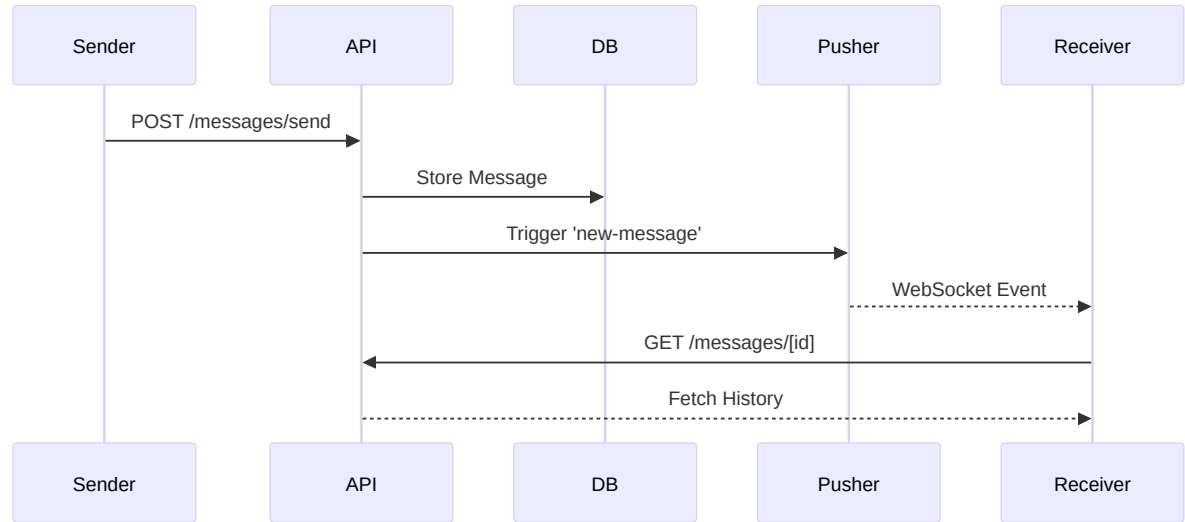 Sender
API
DB
Pusher
Receiver
POST /messages/send
Store Message
Trigger 'new-message'
WebSocket Event
GET /messages/[id]
Fetch History
Sender
API
DB
Pusher
Receiver